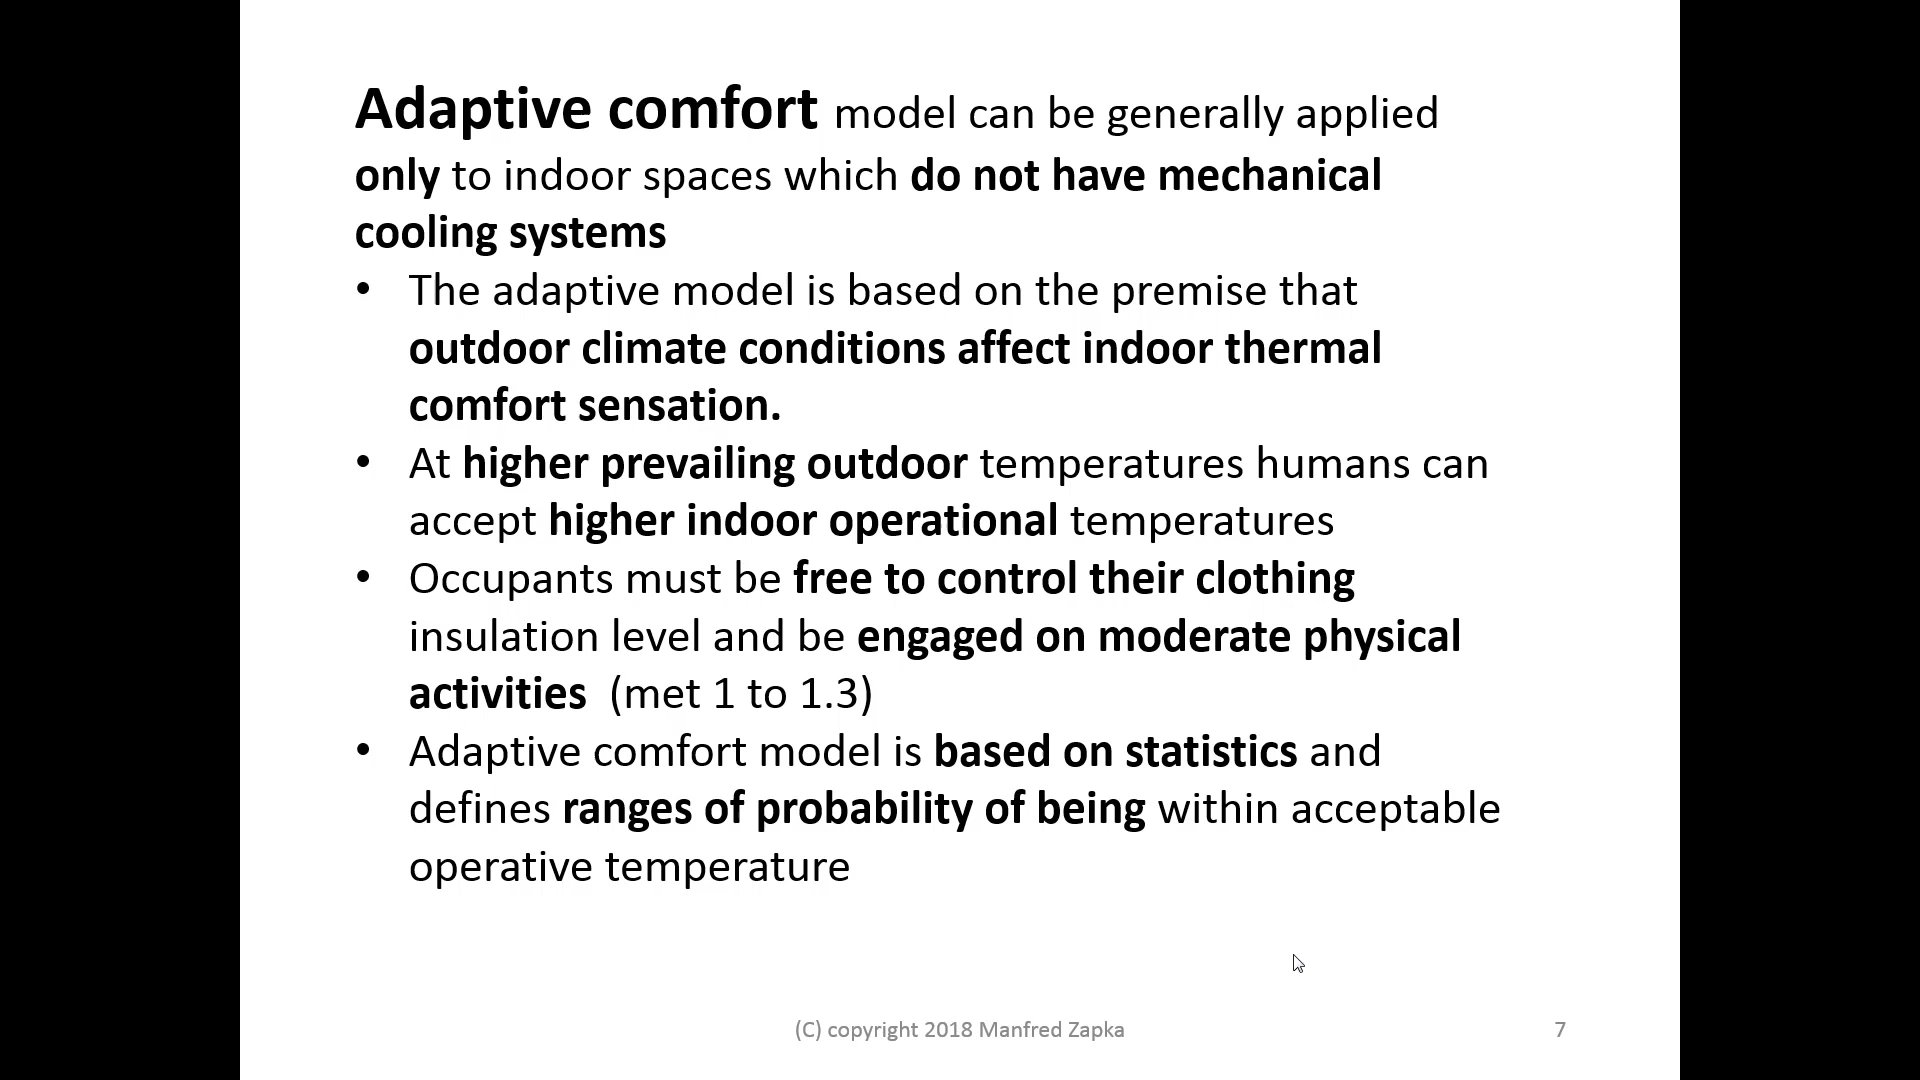 Adaptive comfort model can be generally applied
only to indoor spaces which do not have mechanical
cooling systems
• The adaptive model is based on the premise that
outdoor climate conditions affect indoor thermal
comfort sensation.
• At higher prevailing outdoor temperatures humans can
accept higher indoor operational temperatures
• Occupants must be free to control their clothing
insulation level and be engaged on moderate physical
activities  (met 1 to 1.3)
• Adaptive comfort model is based on statistics and
defines ranges of probability of being within acceptable
operative temperature
(C) copyright 2018 Manfred Zapka
7